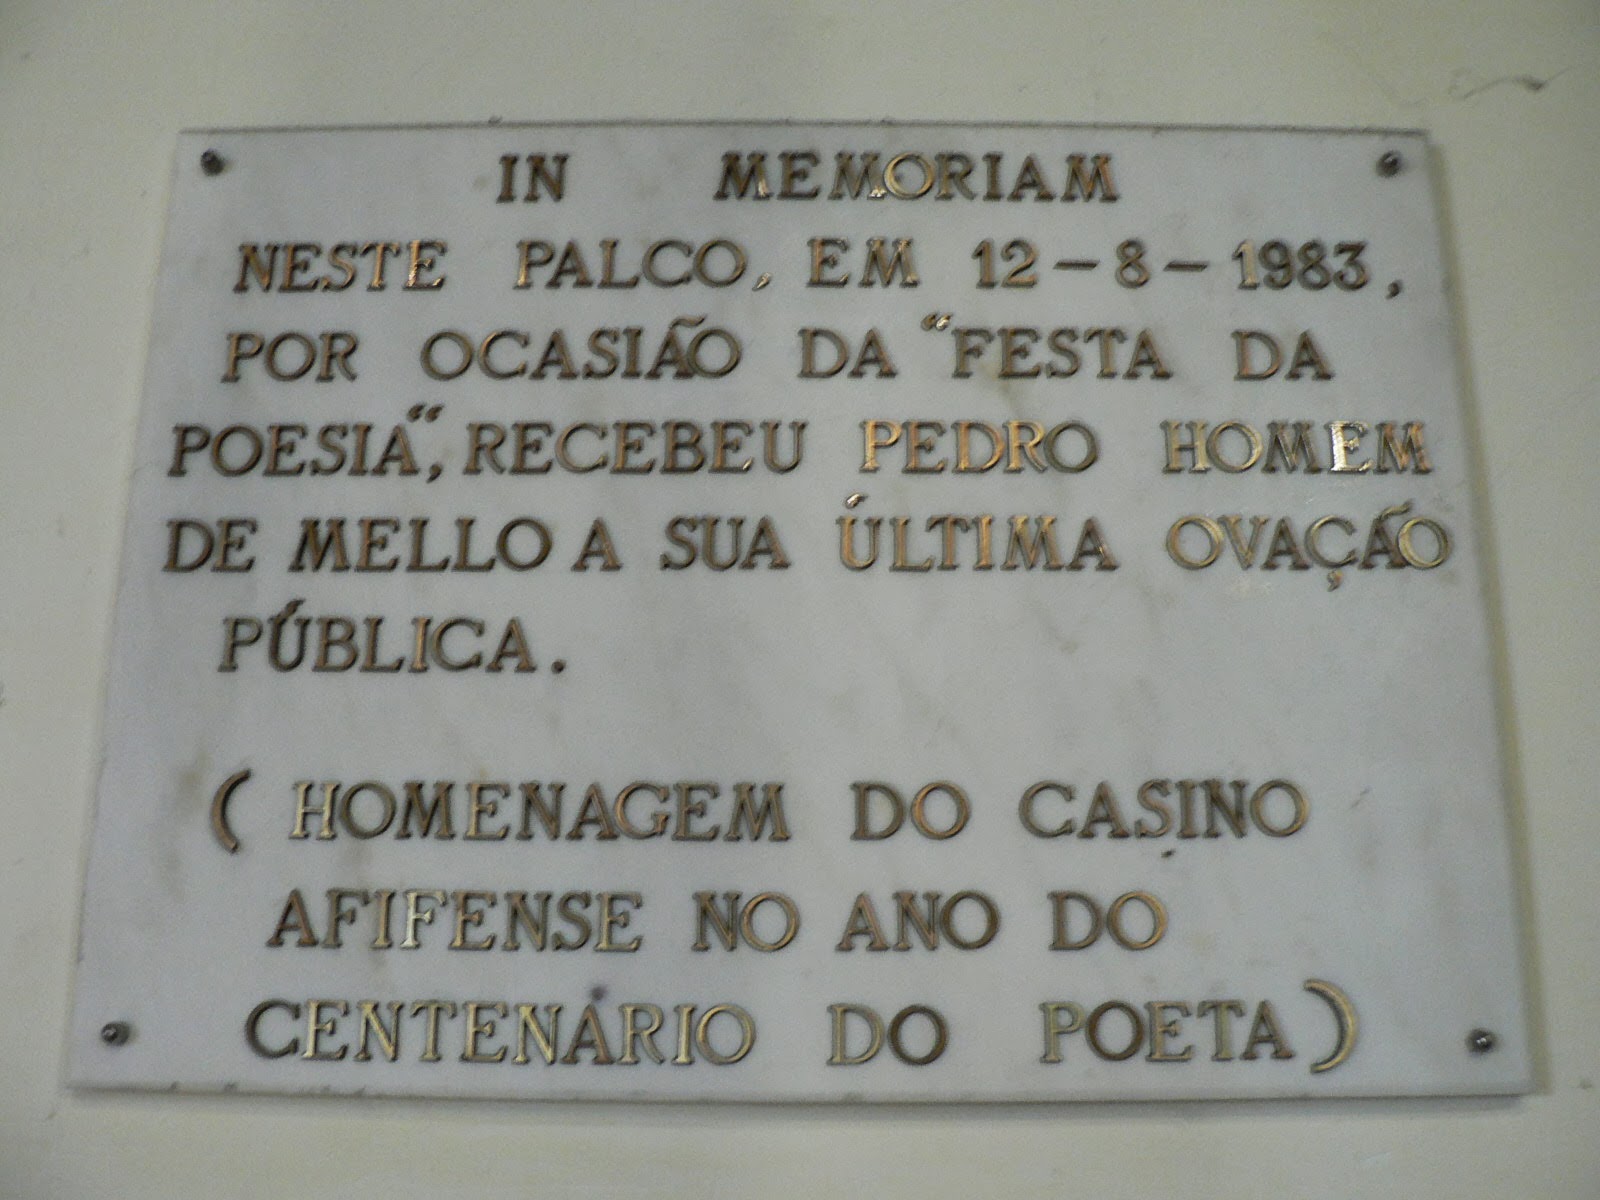 IN MEMORIAM
NESTE PALCO, EM 12-8-1983,
POR OCASIÃO DA “FESTA DA
POESIA“, RECEBEU PEDRO HOMEM
DE MELLO A SUA ÚLTIMA OVAÇÃO
PÚBLICA.
( HOMENAGEM DO CASINO
AFIFENSE NO ANO DO
CENTENÁRIO DO POETA )